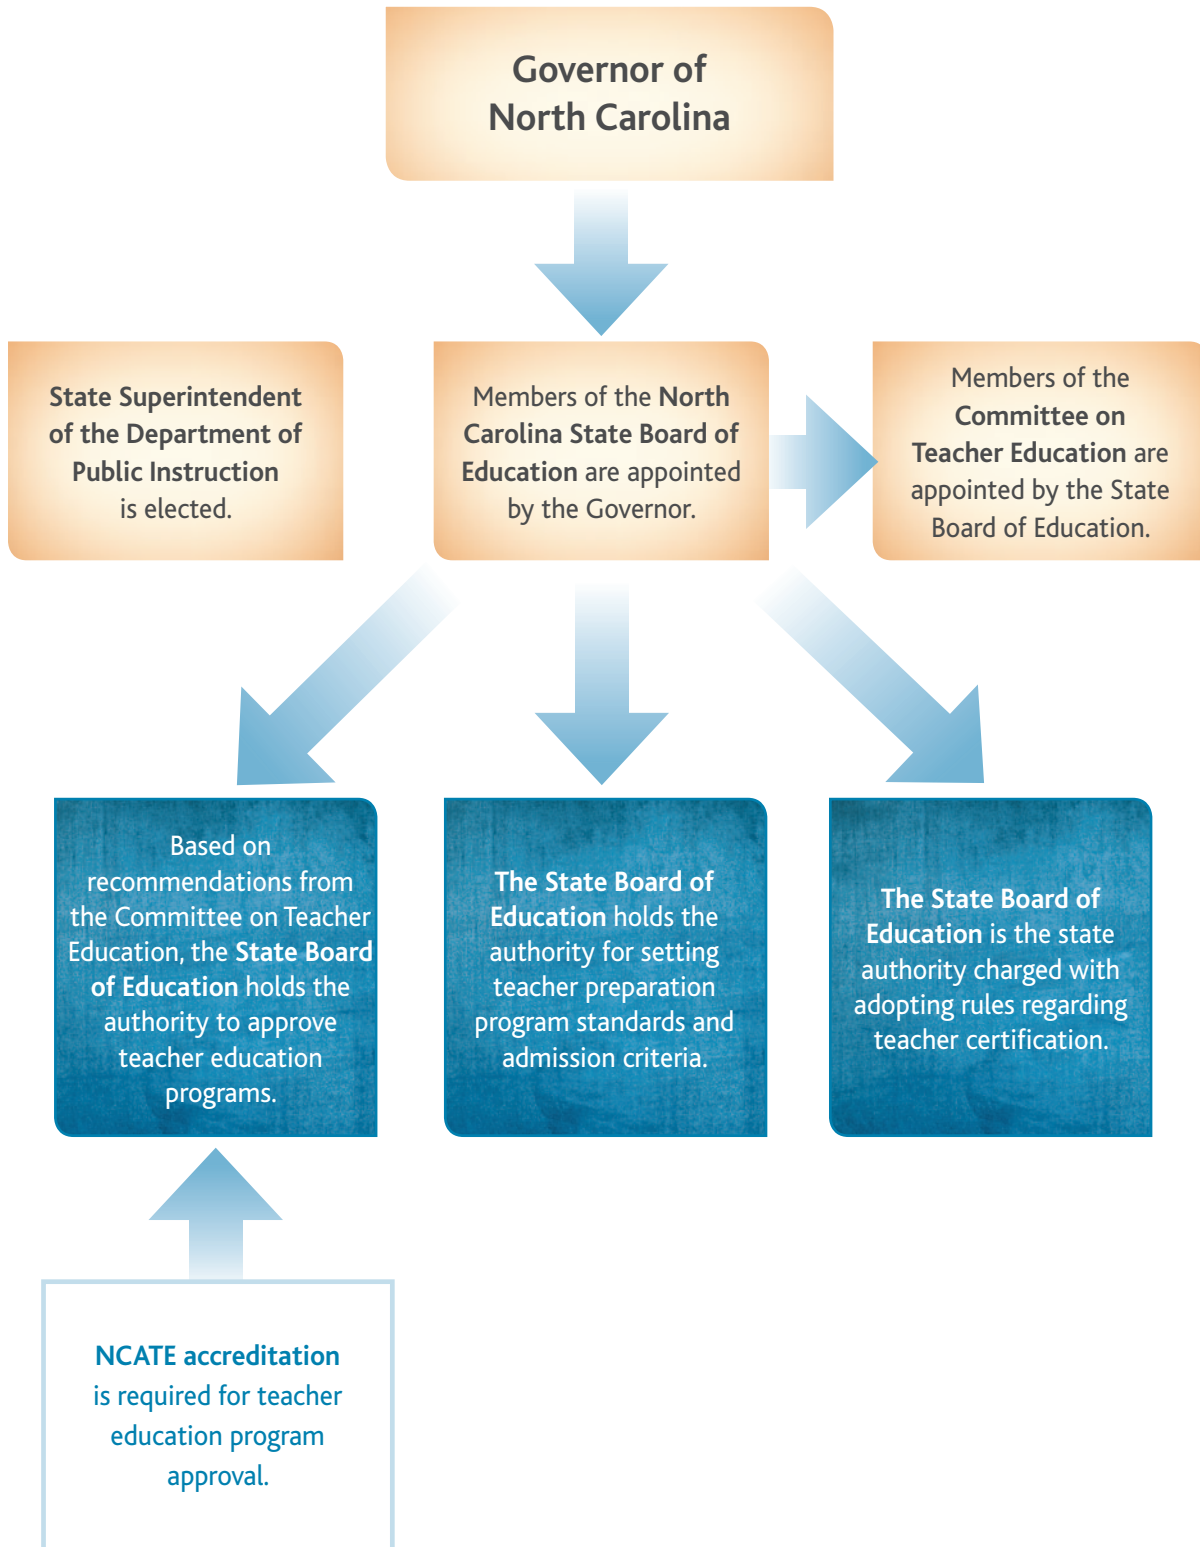 Governor of
North Carolina
State Superintendent
of the Department of
Public Instruction
is elected.
Members of the North
Carolina State Board of
Education are appointed
by the Governor.
Members of the
Committee on
Teacher Education are
appointed by the State
Board of Education.
Based on
recommendations from
the Committee on Teacher
Education, the State Board
of Education holds the
authority to approve
teacher education
programs.
The State Board of
Education holds the
authority for setting
teacher preparation
program standards and
admission criteria.
The State Board of
Education is the state
authority charged with
adopting rules regarding
teacher certification.
NCATE accreditation
is required for teacher
education program
approval.